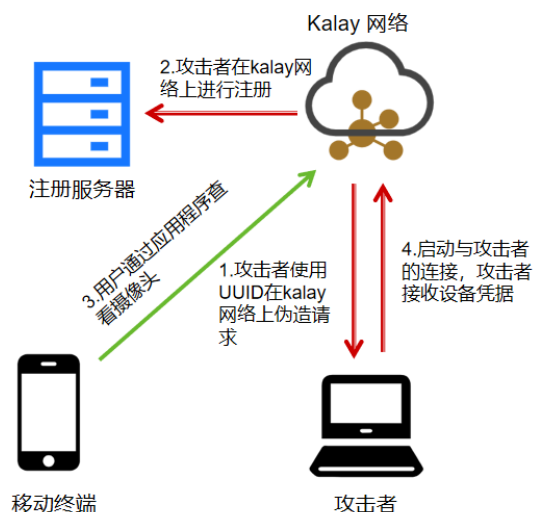 Kalay 网络
2.攻击者在kalay网
络上进行注册
注册服务器
3.用户通过应用程序查
看摄像头
1.攻击者使用
UUID在kalay
网络上伪造请
求
4.启动与攻击者
的连接，攻击者
接收设备凭据
移动终端
攻击者